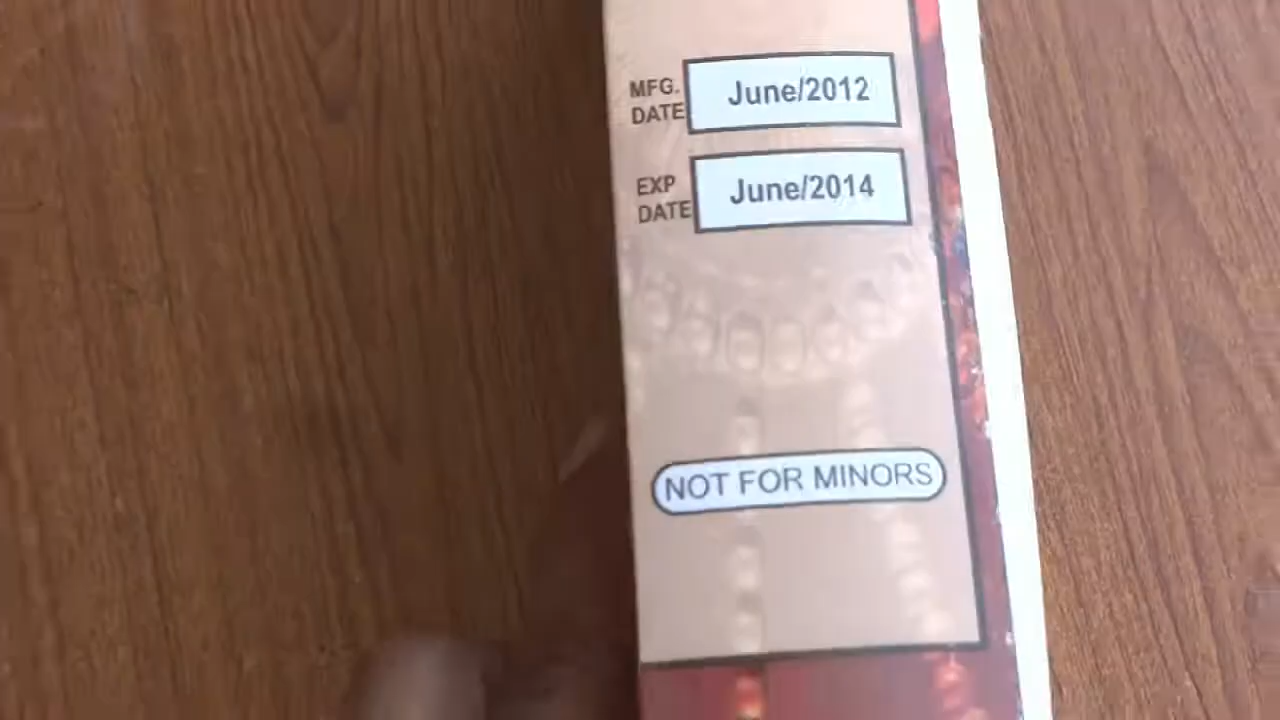 MFG.
DATE
June/2012
EXP
DATE
June/2014
NOT FOR MINORS